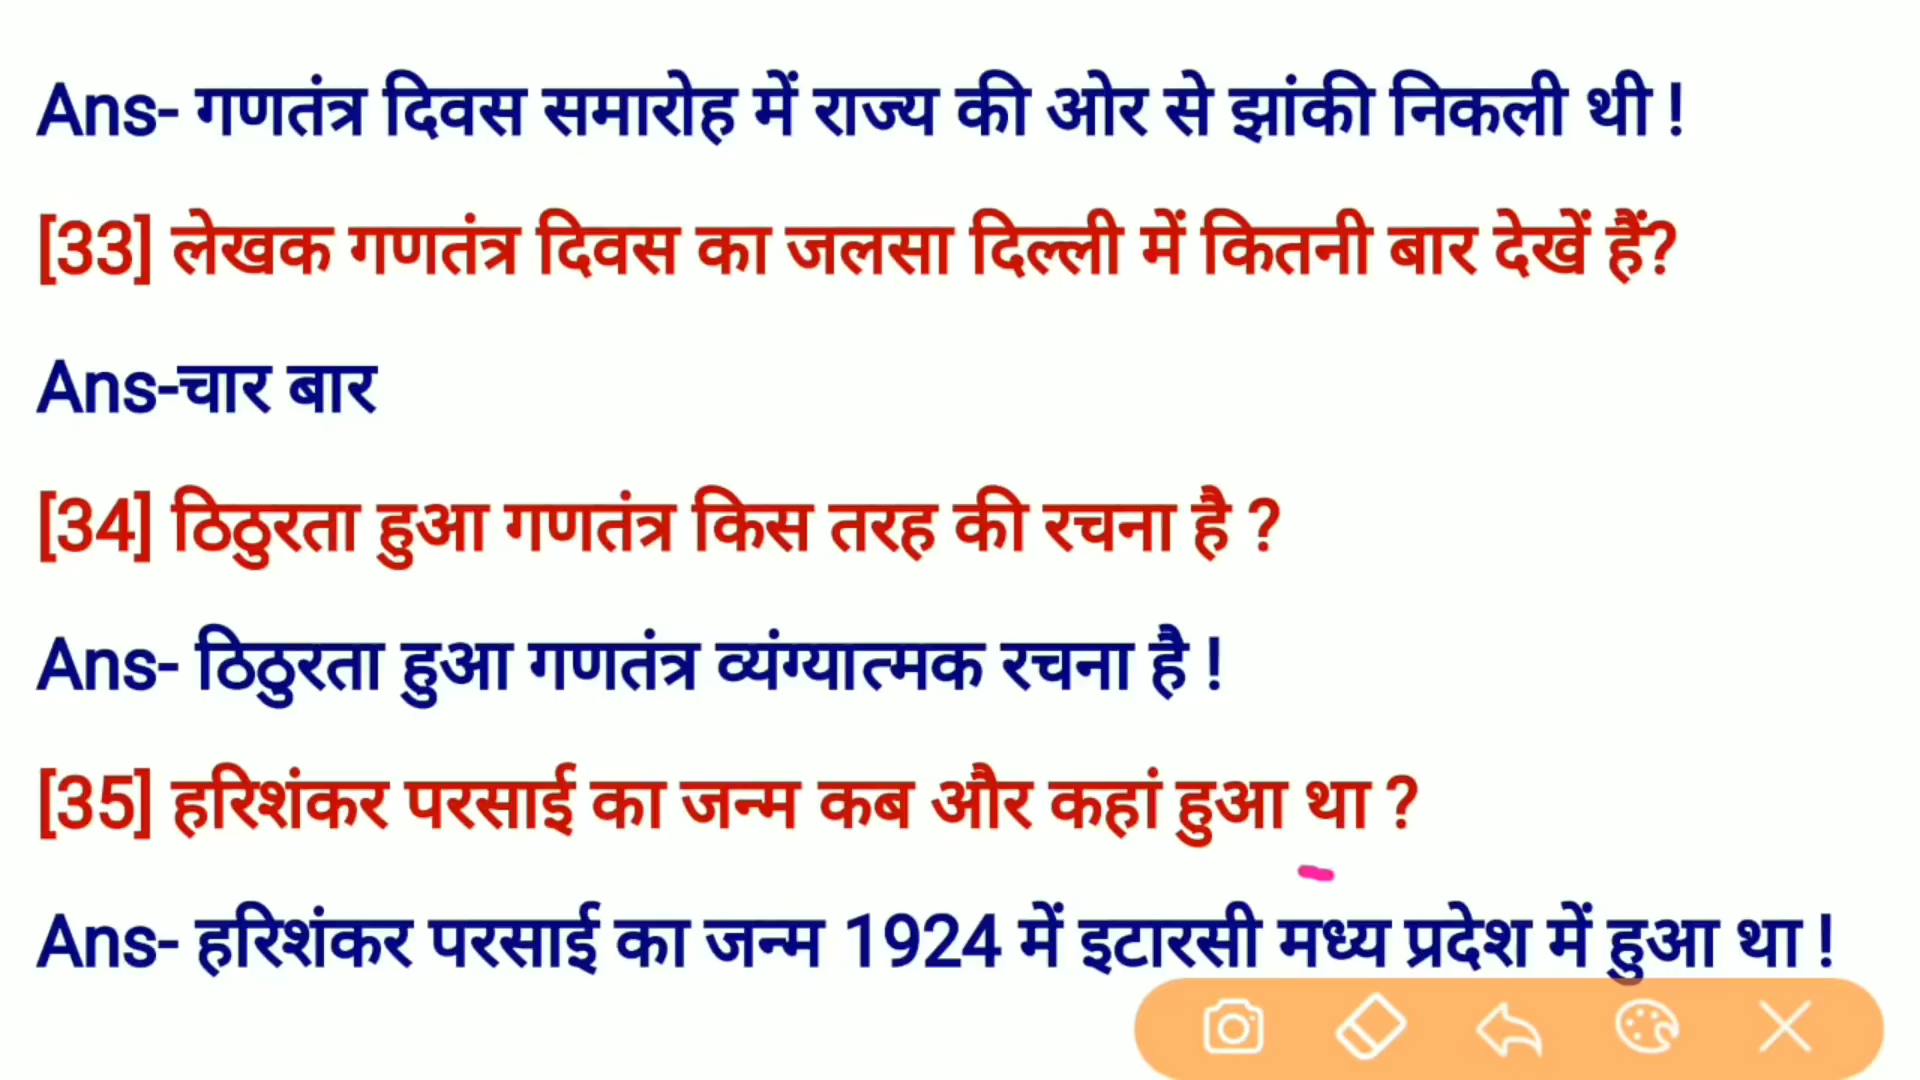 Ans- गणतंत्र दिवस समारोह में राज्य की ओर से झांकी निकली थी !
[33] लेखक गणतंत्र दिवस का जलसा दिल्ली में कितनी बार देखें हैं?
Ans-चार बार
[34] ठिठुरता हुआ गणतंत्र किस तरह की रचना है ?
Ans- ठिठुरता हुआ गणतंत्र व्यंग्यात्मक रचना है !
[35] हरिशंकर परसाई का जन्म कब और कहां हुआ था ?
Ans- हरिशंकर परसाई का जन्म 1924 में इटारसी मध्य प्रदेश में हुआ था !